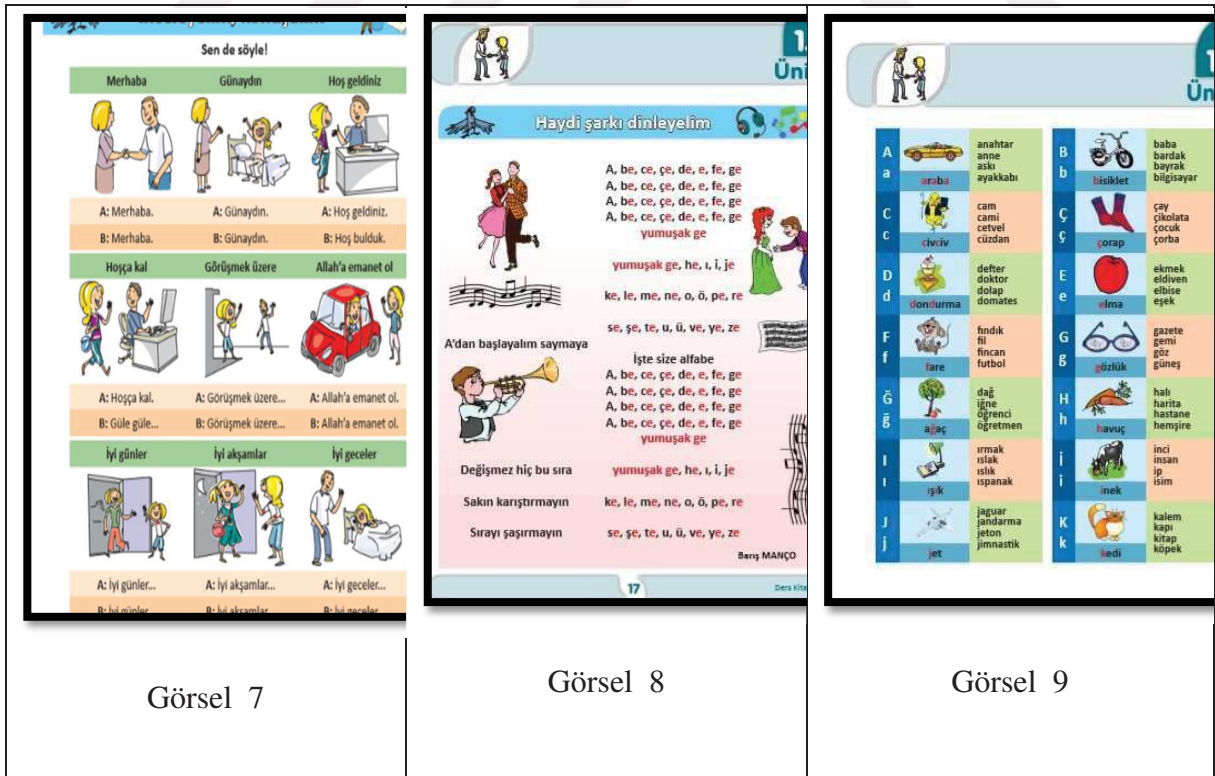 Sen de söyle!
Merhaba
Günaydın
Hoş geldiniz
A: Merhaba.
A: Günaydın.
A: Hoş geldiniz.
B: Merhaba.
B: Günaydın.
B: Hoş bulduk.
Hoşça kal
Görüşmek üzere
Allah'a emanet ol
A: Hoşça kal.
A: Görüşmek üzere...
A: Allah'a emanet ol.
B: Güle güle...
B: Görüşmek üzere...
B: Allah'a emanet ol.
İyi günler
İyi akşamlar
İyi geceler
A: İyi günler...
A: İyi akşamlar...
A: İyi geceler...
B: İyi günler
B: İyi akşamlar
B: İyi geceler
Görsel 7
1.
Üni
Haydi şarkı dinleyelim
A, be, ce, çe, de, e, fe, ge
A, be, ce, çe, de, e, fe, ge
A, be, ce, çe, de, e, fe, ge
A, be, ce, çe, de, e, fe, ge
yumuşak ge
yumuşak ge, he, ı, i, je
ke, le, me, ne, o, ö, pe, re
se, şe, te, u, ü, ve, ye, ze
A'dan başlayalım saymaya
İşte size alfabe
A, be, ce, çe, de, e, fe, ge
A, be, ce, çe, de, e, fe, ge
A, be, ce, çe, de, e, fe, ge
A, be, ce, çe, de, e, fe, ge
yumuşak ge
Değişmez hiç bu sıra
yumuşak ge, he, ı, i, je
Sakın karıştırmayın
ke, le, me, ne, o, ö, pe, re
Sırayı şaşırmayın
se, şe, te, u, ü, ve, ye, ze
Barış MANÇO
17
Ders Kita
Görsel 8
1
Ün
A a
araba
anahtar
anne
askı
ayakkabı
B b
bisiklet
baba
bardak
bayrak
bilgisayar
C c
civciv
cam
cami
cetvel
cüzdan
Ç ç
çorap
çay
çikolata
çocuk
çorba
D d
dondurma
defter
doktor
dolap
domates
E e
elma
ekmek
eldiven
elbise
eşek
F f
fare
fındık
fil
fincan
futbol
G g
gözlük
gazete
gemi
göz
güneş
Ğ ğ
ağaç
dağ
iğne
öğrenci
öğretmen
H h
havuç
halı
harita
hastane
hemşire
I ı
ışık
ırmak
ıslak
ıslık
ıspanak
İ i
inek
inci
insan
ip
isim
J j
jet
jaguar
jandarma
jeton
jimnastik
K k
kedi
kalem
kapı
kitap
köpek
Görsel 9